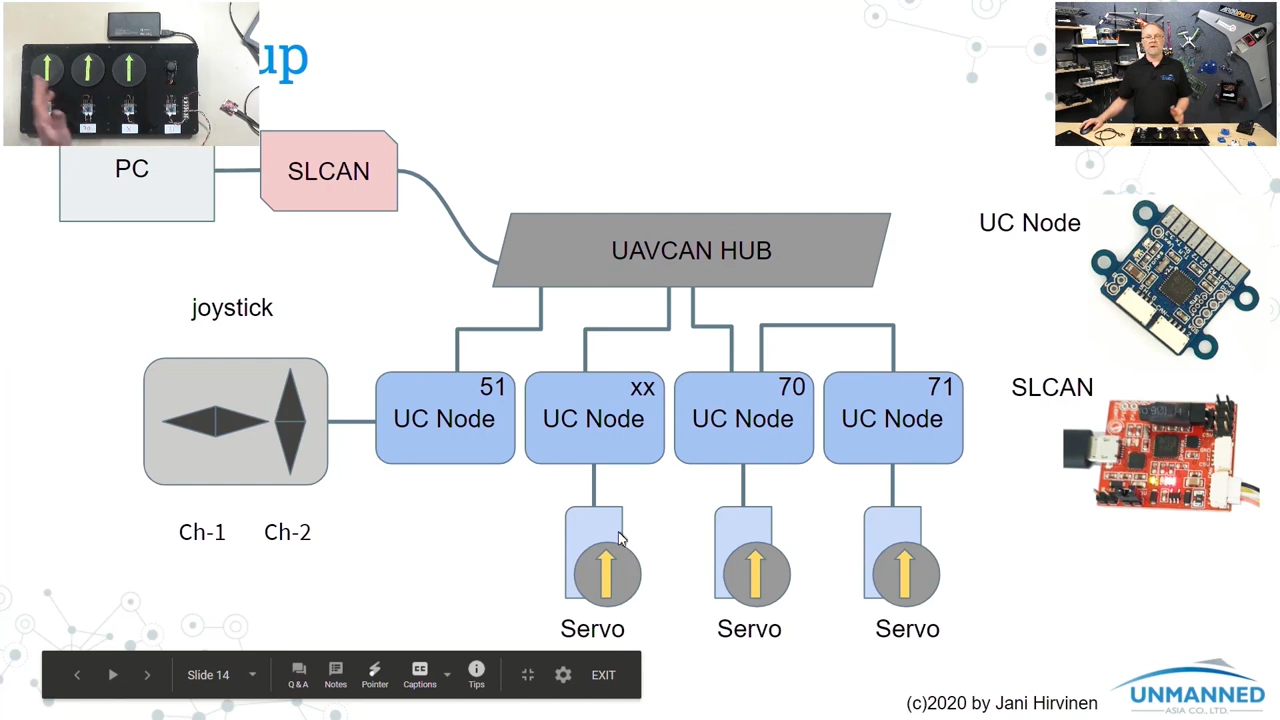 up
ARDUPILOT
PC
SLCAN
UAVCAN HUB
UC Node
joystick
51
UC Node
xx
UC Node
70
UC Node
71
UC Node
SLCAN
Ch-1
Ch-2
Servo
Servo
Servo
Slide 14
Q & A
Notes
Pointer
Captions
Tips
EXIT
(c)2020 by Jani Hirvinen
UNMANNED
ASIA CO., LTD.